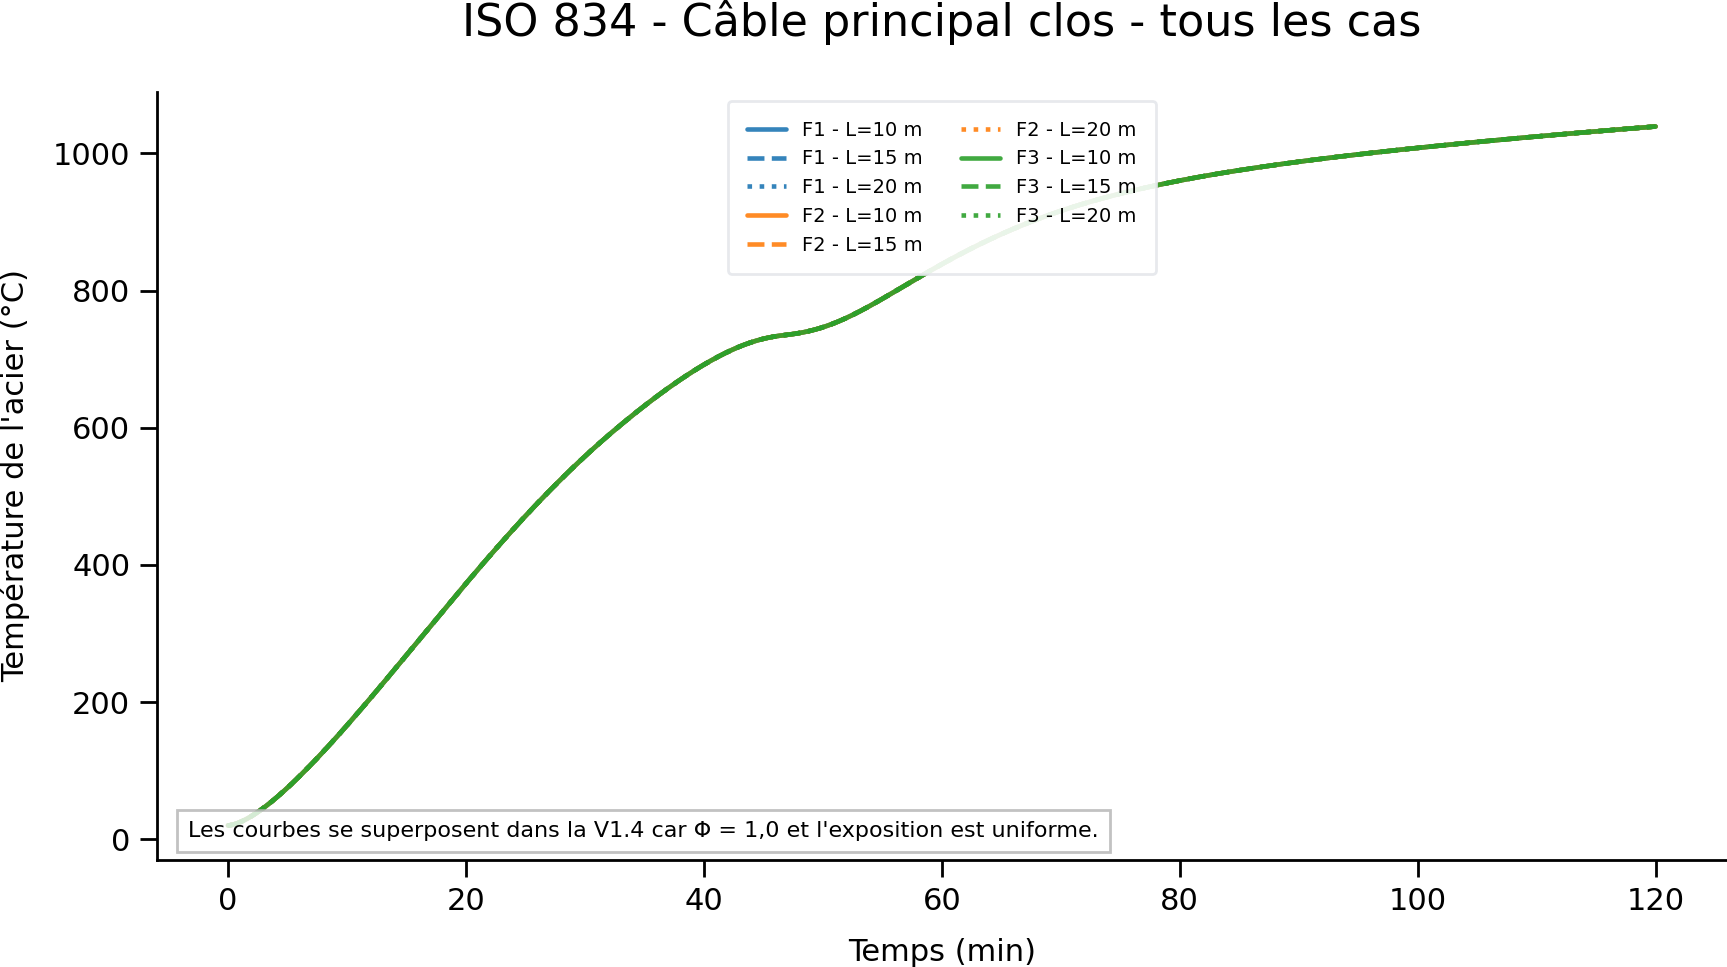 ISO 834 - Câble principal clos - tous les cas
Température de l'acier (°C)
1000
800
600
400
200
0
F1 - L=10 m
F1 - L=15 m
F1 - L=20 m
F2 - L=10 m
F2 - L=15 m
F2 - L=20 m
F3 - L=10 m
F3 - L=15 m
F3 - L=20 m
Les courbes se superposent dans la V1.4 car Φ = 1,0 et l'exposition est uniforme.
0 20 40 60 80 100 120
Temps (min)